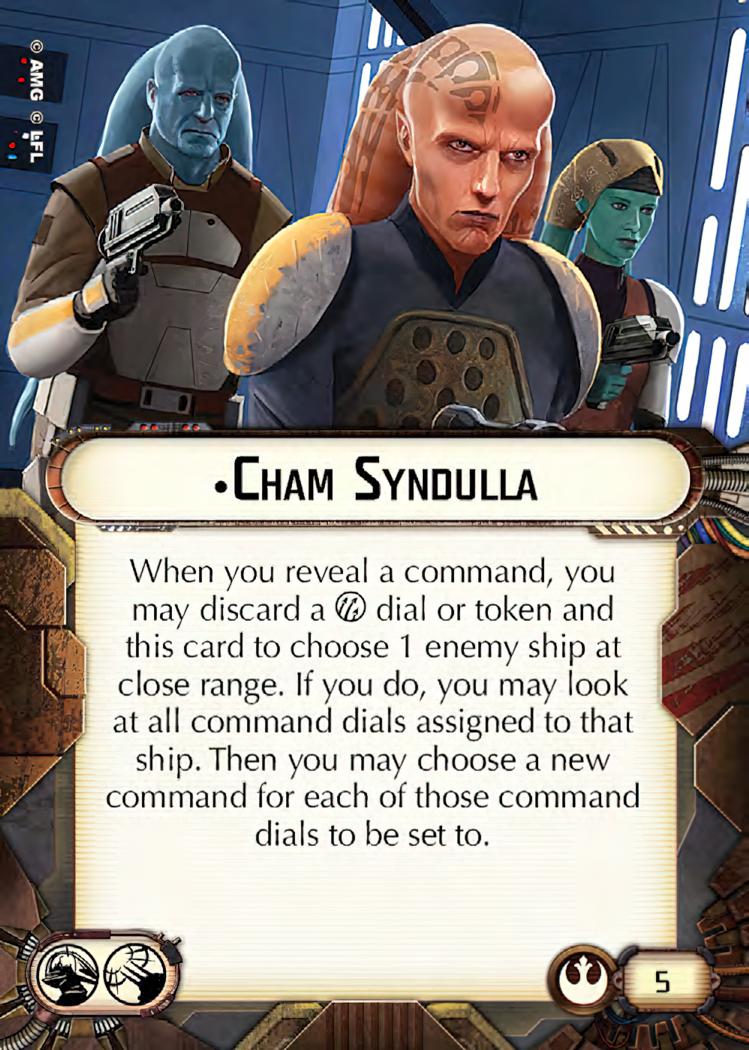 © AMG © LFL
•Cham Syndulla
When you reveal a command, you
may discard a dial or token and
this card to choose 1 enemy ship at
close range. If you do, you may look
at all command dials assigned to that
ship. Then you may choose a new
command for each of those command
dials to be set to.
5